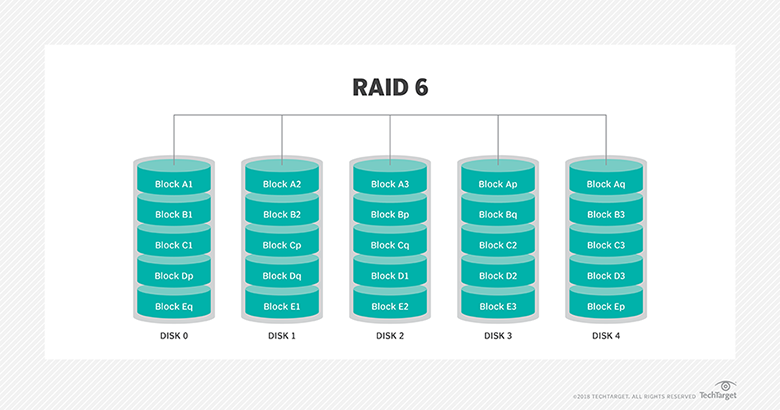 RAID 6
Block A1 Block A2 Block A3 Block Ap Block Aq
Block B1 Block B2 Block Bp Block Bq Block B3
Block C1 Block Cp Block Cq Block C2 Block C3
Block Dp Block Dq Block D1 Block D2 Block D3
Block Eq Block E1 Block E2 Block E3 Block Ep
DISK 0 DISK 1 DISK 2 DISK 3 DISK 4
©2018 TECHTARGET. ALL RIGHTS RESERVED TechTarget